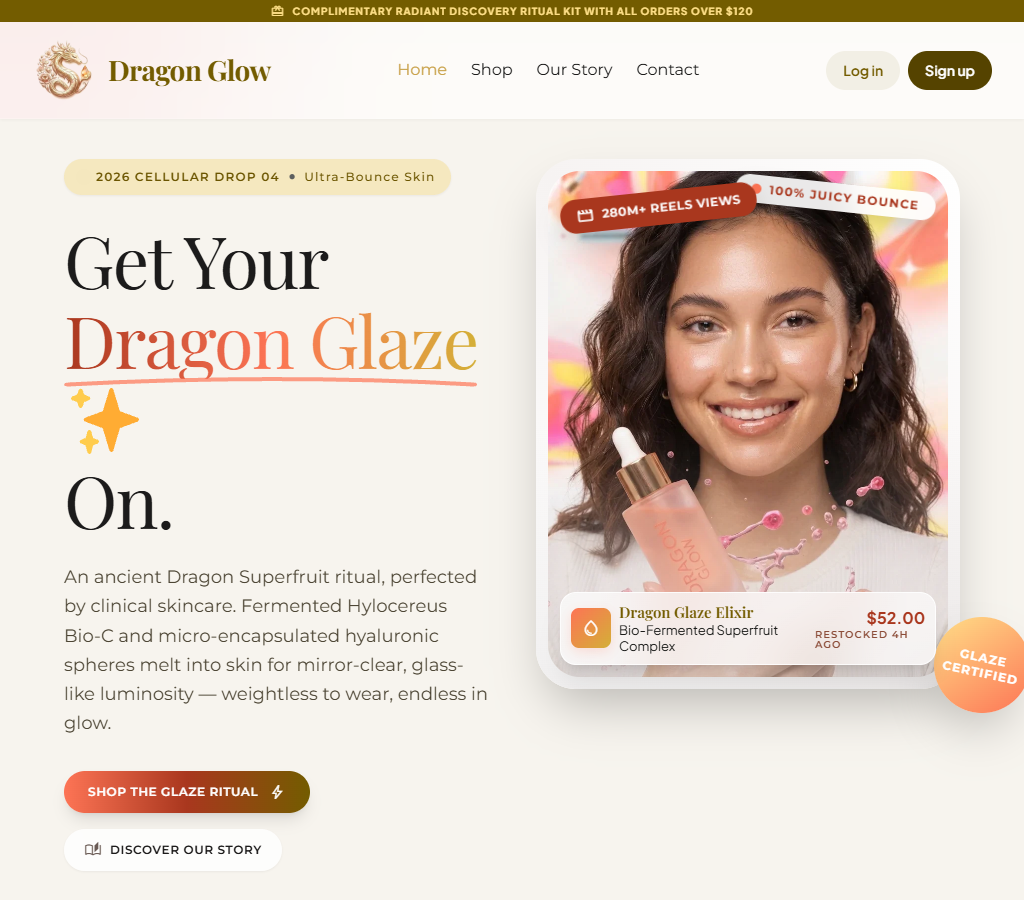 COMPLIMENTARY RADIANT DISCOVERY RITUAL KIT WITH ALL ORDERS OVER $120
Dragon Glow
Home
Shop
Our Story
Contact
Log in
Sign up
2026 CELLULAR DROP 04 • Ultra-Bounce Skin
Get Your
Dragon Glaze
On.
An ancient Dragon Superfruit ritual, perfected
by clinical skincare. Fermented Hylocereus
Bio-C and micro-encapsulated hyaluronic
spheres melt into skin for mirror-clear, glass-
like luminosity — weightless to wear, endless in
glow.
SHOP THE GLAZE RITUAL
DISCOVER OUR STORY
280M+ REELS VIEWS
100% JUICY BOUNCE
DRAGON
GLOW
Dragon Glaze Elixir
Bio-Fermented Superfruit
Complex
$52.00
RESTOCKED 4H
AGO
GLAZE
CERTIFIED